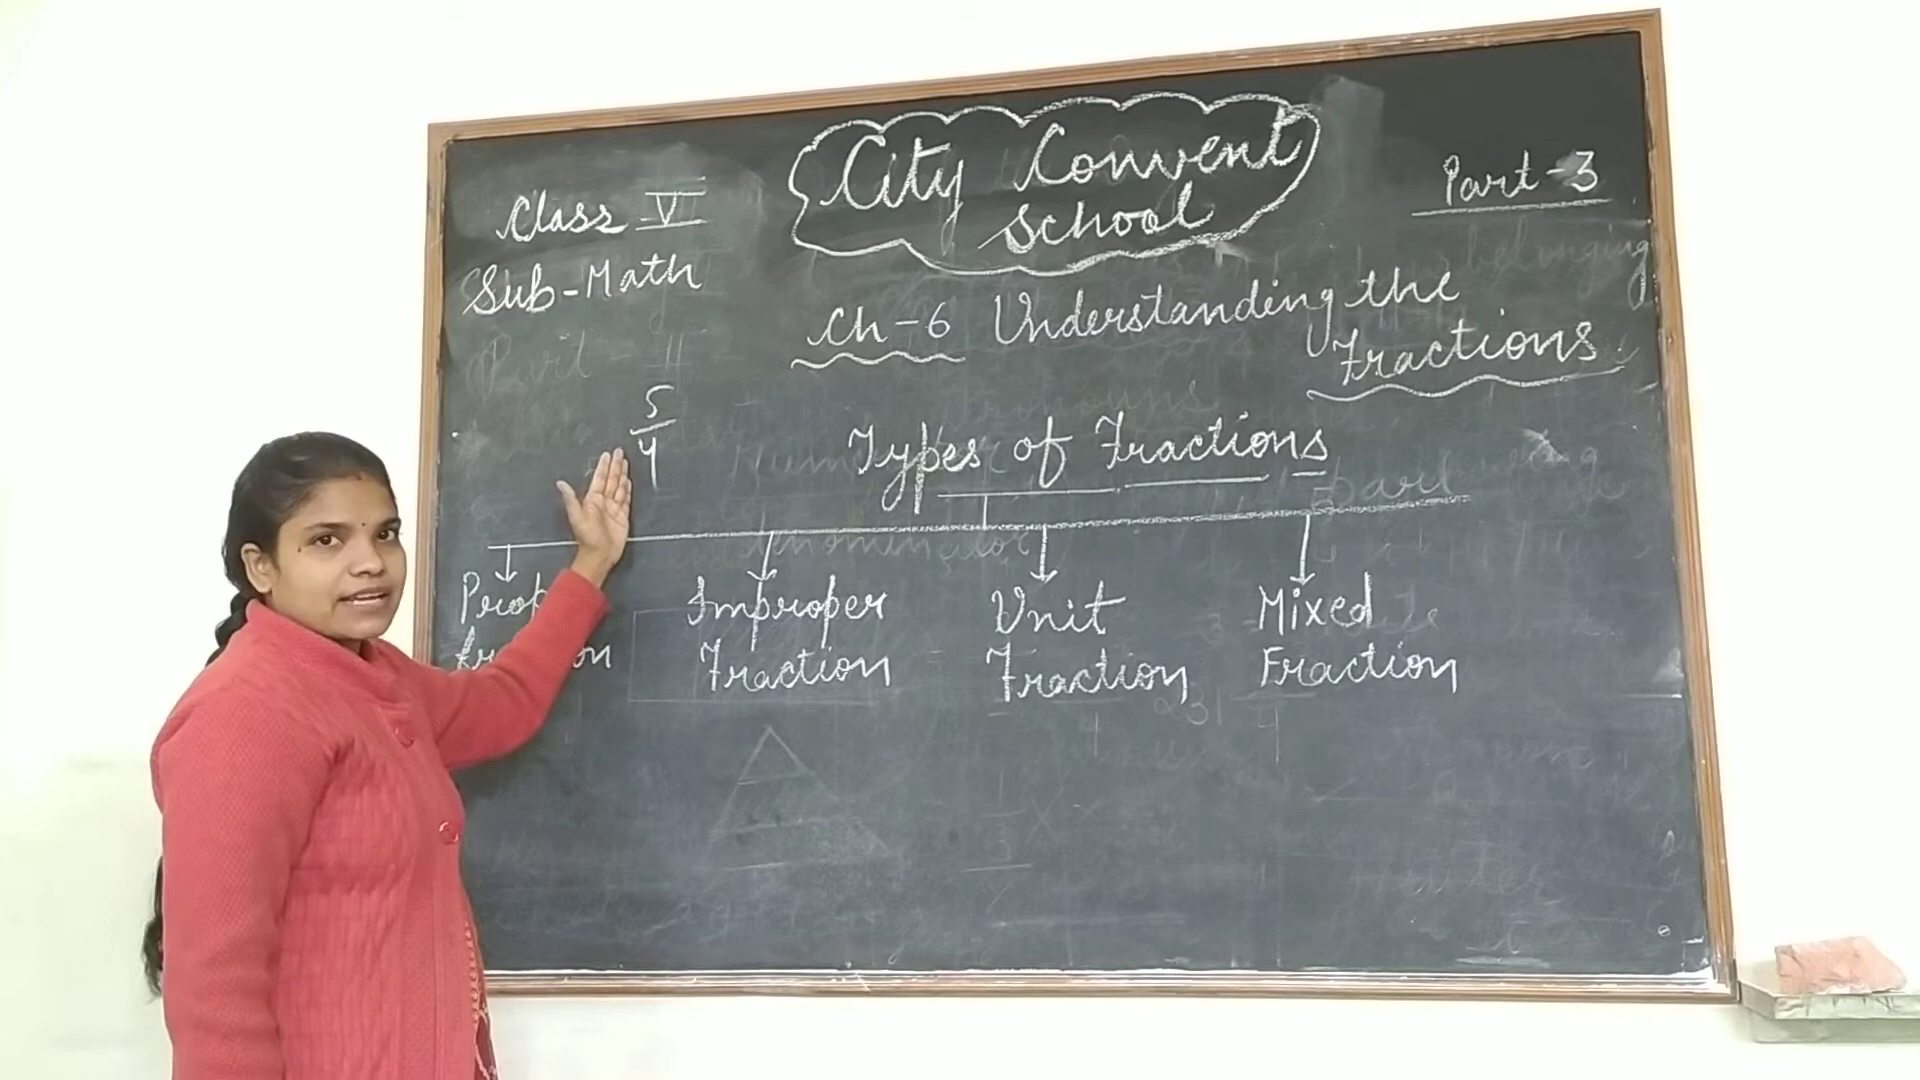 City Convent
School
Class V
Sub-Math
Part-3
Ch-6 Understanding the
Fractions
5
4
Types of Fractions
Improper
Fraction
Unit
Fraction
Mixed
Fraction